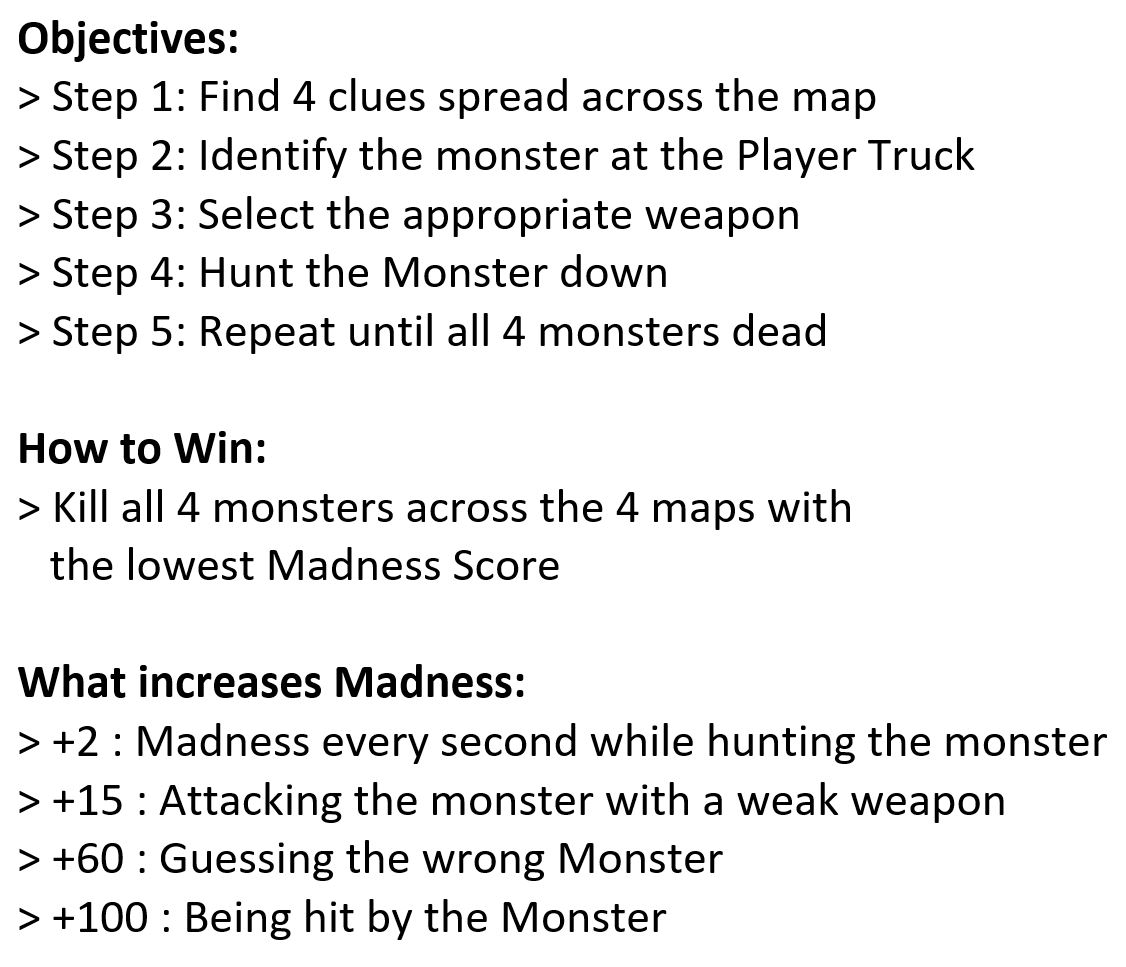 Objectives:
> Step 1: Find 4 clues spread across the map
> Step 2: Identify the monster at the Player Truck
> Step 3: Select the appropriate weapon
> Step 4: Hunt the Monster down
> Step 5: Repeat until all 4 monsters dead
How to Win:
> Kill all 4 monsters across the 4 maps with
the lowest Madness Score
What increases Madness:
> +2 : Madness every second while hunting the monster
> +15 : Attacking the monster with a weak weapon
> +60 : Guessing the wrong Monster
> +100 : Being hit by the Monster